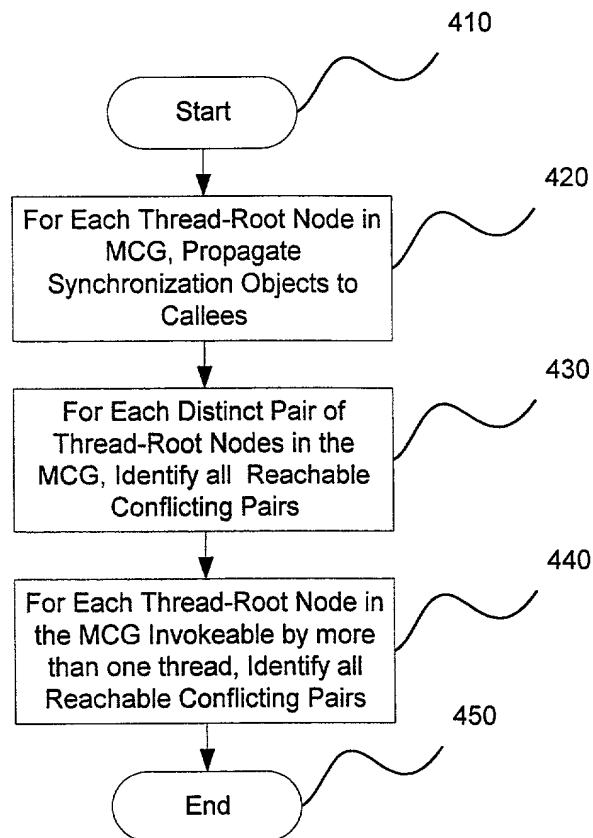 410
Start
420
For Each Thread-Root Node in
MCG, Propagate
Synchronization Objects to
Callees
430
For Each Distinct Pair of
Thread-Root Nodes in the
MCG, Identify all Reachable
Conflicting Pairs
440
For Each Thread-Root Node in
the MCG Invokeable by more
than one thread, Identify all
Reachable Conflicting Pairs
450
End